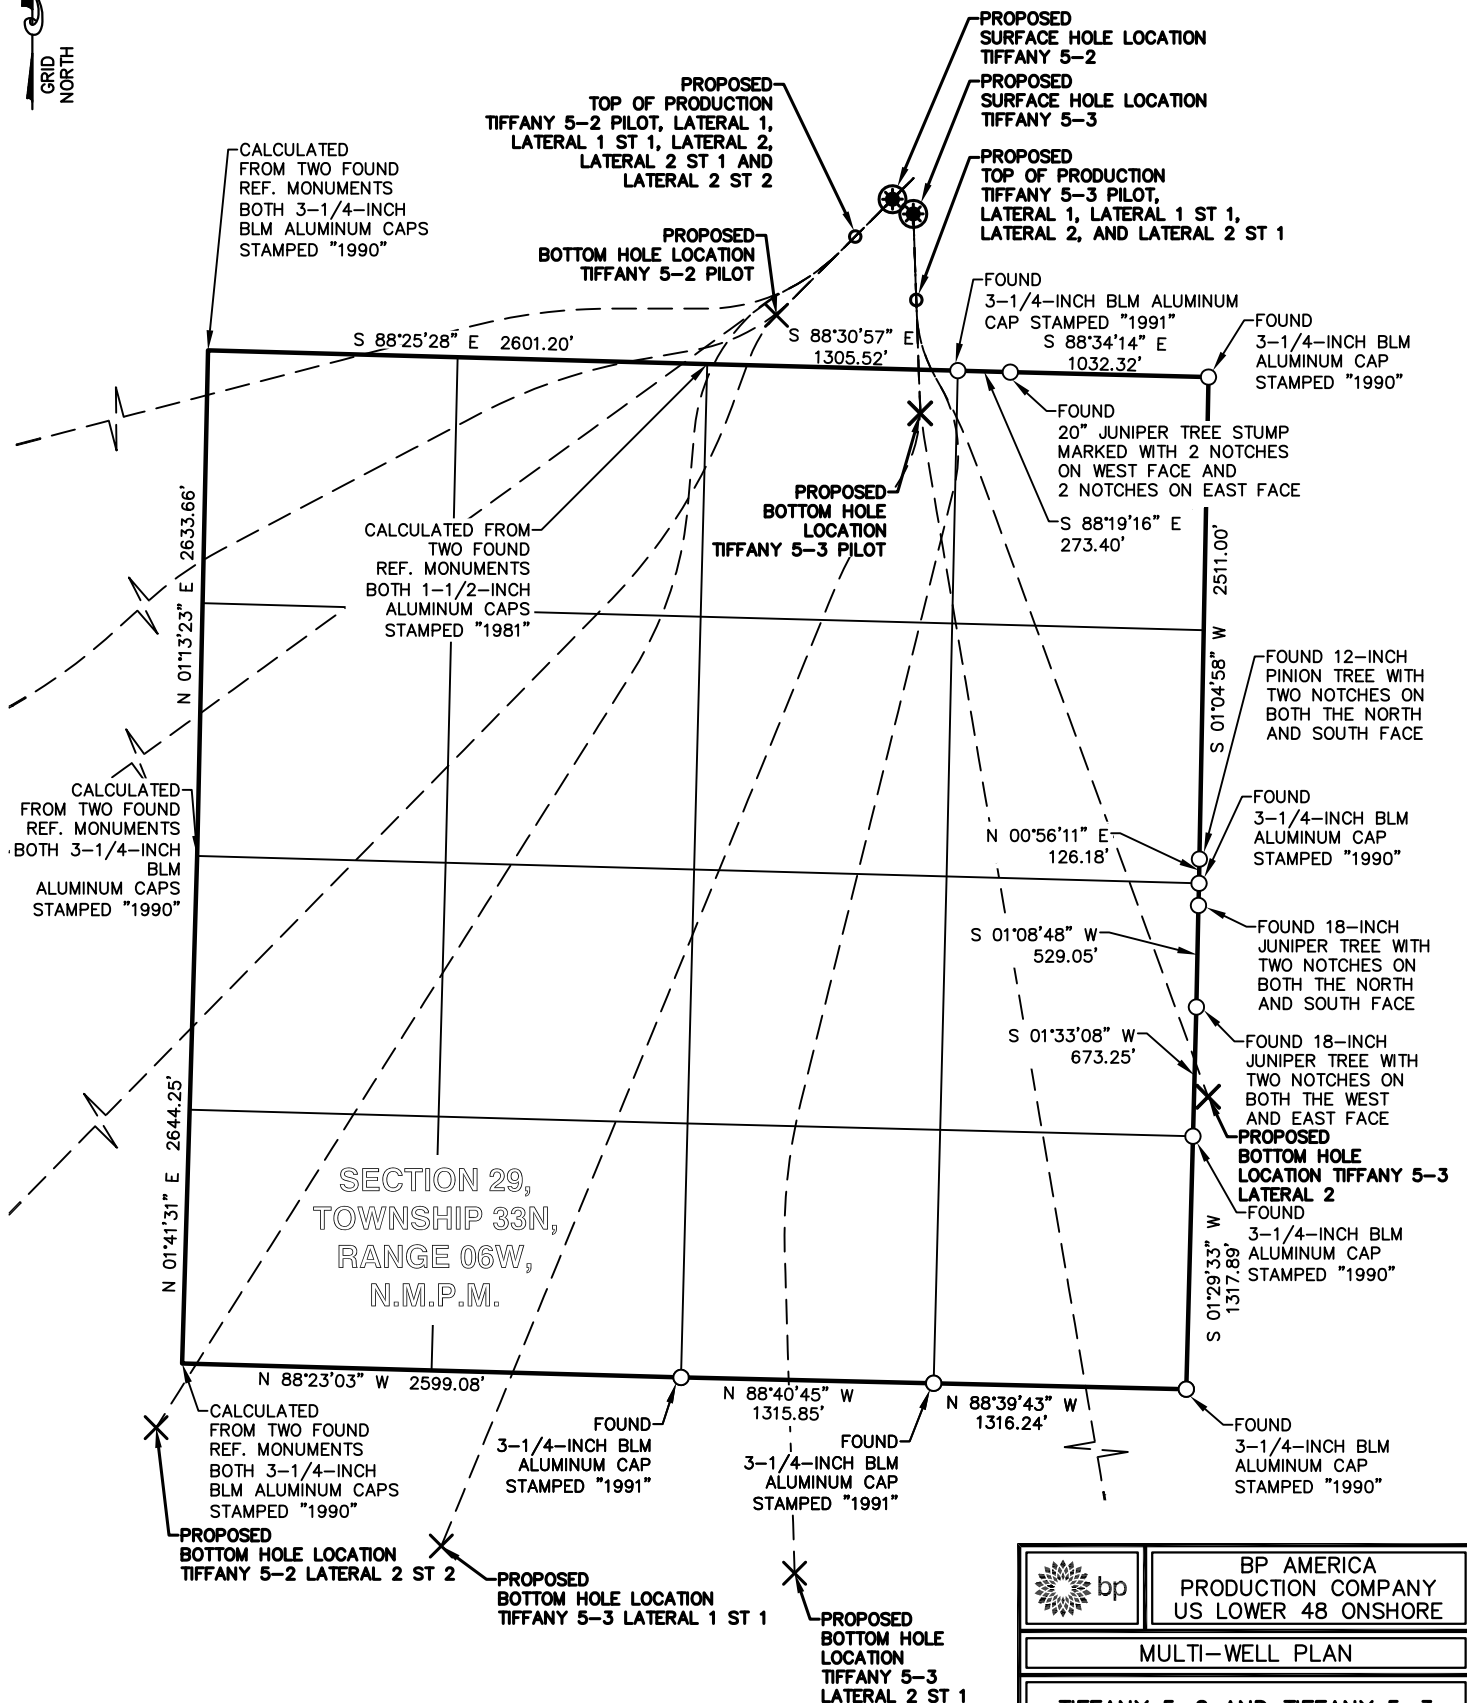 GRID
NORTH
PROPOSED
SURFACE HOLE LOCATION
TIFFANY 5-2
PROPOSED
SURFACE HOLE LOCATION
TIFFANY 5-3
PROPOSED
TOP OF PRODUCTION
TIFFANY 5-2 PILOT, LATERAL 1,
LATERAL 1 ST 1, LATERAL 2,
LATERAL 2 ST 1 AND
LATERAL 2 ST 2
PROPOSED
TOP OF PRODUCTION
TIFFANY 5-3 PILOT,
LATERAL 1, LATERAL 1 ST 1,
LATERAL 2, AND LATERAL 2 ST 1
CALCULATED
FROM TWO FOUND
REF. MONUMENTS
BOTH 3-1/4-INCH
BLM ALUMINUM CAPS
STAMPED "1990"
PROPOSED
BOTTOM HOLE LOCATION
TIFFANY 5-2 PILOT
FOUND
3-1/4-INCH BLM ALUMINUM
CAP STAMPED "1991"
FOUND
3-1/4-INCH BLM
ALUMINUM CAP
STAMPED "1990"
S 88°25'28" E 2601.20'
S 88°30'57" E
1305.52'
S 88°34'14" E
1032.32'
FOUND
20" JUNIPER TREE STUMP
MARKED WITH 2 NOTCHES
ON WEST FACE AND
2 NOTCHES ON EAST FACE
S 88°19'16" E
273.40'
PROPOSED
BOTTOM HOLE
LOCATION
TIFFANY 5-3 PILOT
CALCULATED FROM
TWO FOUND
REF. MONUMENTS
BOTH 1-1/2-INCH
ALUMINUM CAPS
STAMPED "1981"
N 01°13'23" E 2633.66'
S 01°04'58" W 2511.00'
FOUND 12-INCH
PINION TREE WITH
TWO NOTCHES ON
BOTH THE NORTH
AND SOUTH FACE
CALCULATED
FROM TWO FOUND
REF. MONUMENTS
BOTH 3-1/4-INCH
BLM
ALUMINUM CAPS
STAMPED "1990"
N 00°56'11" E
126.18'
FOUND
3-1/4-INCH BLM
ALUMINUM CAP
STAMPED "1990"
S 01°08'48" W
529.05'
FOUND 18-INCH
JUNIPER TREE WITH
TWO NOTCHES ON
BOTH THE NORTH
AND SOUTH FACE
S 01°33'08" W
673.25'
FOUND 18-INCH
JUNIPER TREE WITH
TWO NOTCHES ON
BOTH THE WEST
AND EAST FACE
PROPOSED
BOTTOM HOLE
LOCATION TIFFANY 5-3
LATERAL 2
FOUND
3-1/4-INCH BLM
ALUMINUM CAP
STAMPED "1990"
N 01°41'31" E 2644.25'
S 01°29'33" W
1317.89'
SECTION 29,
TOWNSHIP 33N,
RANGE 06W,
N.M.P.M.
N 88°23'03" W 2599.08'
N 88°40'45" W
1315.85'
N 88°39'43" W
1316.24'
CALCULATED
FROM TWO FOUND
REF. MONUMENTS
BOTH 3-1/4-INCH
BLM ALUMINUM CAPS
STAMPED "1990"
FOUND
3-1/4-INCH BLM
ALUMINUM CAP
STAMPED "1991"
FOUND
3-1/4-INCH BLM
ALUMINUM CAP
STAMPED "1991"
FOUND
3-1/4-INCH BLM
ALUMINUM CAP
STAMPED "1990"
PROPOSED
BOTTOM HOLE LOCATION
TIFFANY 5-2 LATERAL 2 ST 2
PROPOSED
BOTTOM HOLE LOCATION
TIFFANY 5-3 LATERAL 1 ST 1
PROPOSED
BOTTOM HOLE
LOCATION
TIFFANY 5-3
LATERAL 2 ST 1
bp
BP AMERICA
PRODUCTION COMPANY
US LOWER 48 ONSHORE
MULTI-WELL PLAN
TIFFANY 5-2 AND TIFFANY 5-3